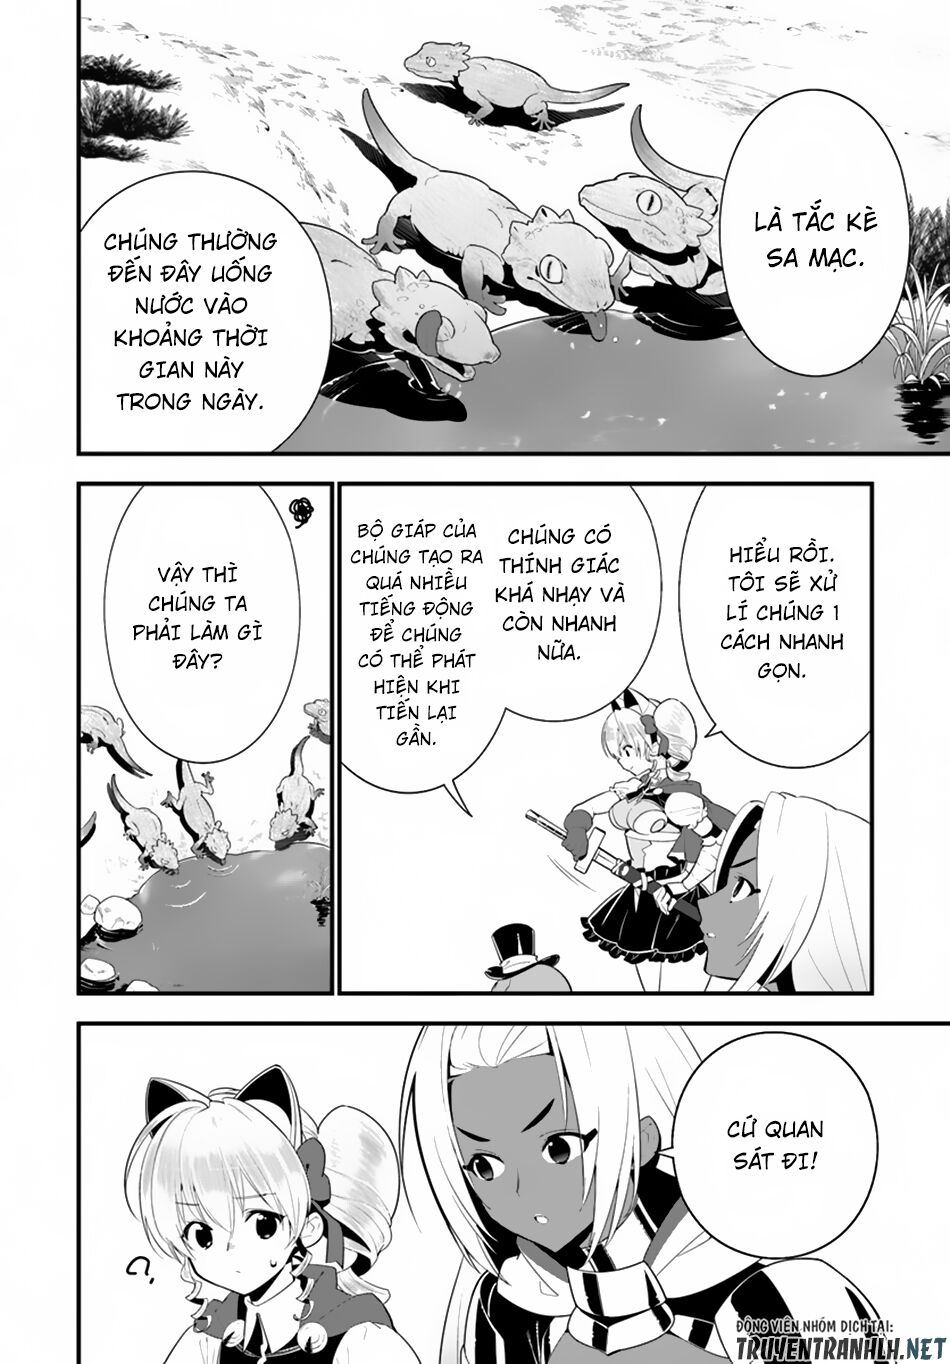 LÀ TẮC KÈ
SA MẠC.
CHÚNG THƯỜNG
ĐẾN ĐÂY UỐNG
NƯỚC VÀO
KHOẢNG THỜI
GIAN NÀY
TRONG NGÀY.
HIỂU RỒI.
TÔI SẼ XỬ
LÍ CHÚNG 1
CÁCH NHANH
GỌN.
CHÚNG CÓ
THÍNH GIÁC
KHÁ NHẠY VÀ
CÒN NHANH
NỮA.
BỘ GIÁP CỦA
CHÚNG TẠO RA
QUÁ NHIỀU
TIẾNG ĐỘNG
ĐỂ CHÚNG
CÓ THỂ PHÁT
HIỆN KHI
TIẾN LẠI
GẦN.
VẬY THÌ
CHÚNG TA
PHẢI LÀM GÌ
ĐÂY?
CỨ QUAN
SÁT ĐI!
?
ĐỘNG VIÊN NHÓM DỊCH TẠI:
TRUYENTRANHLH.NET